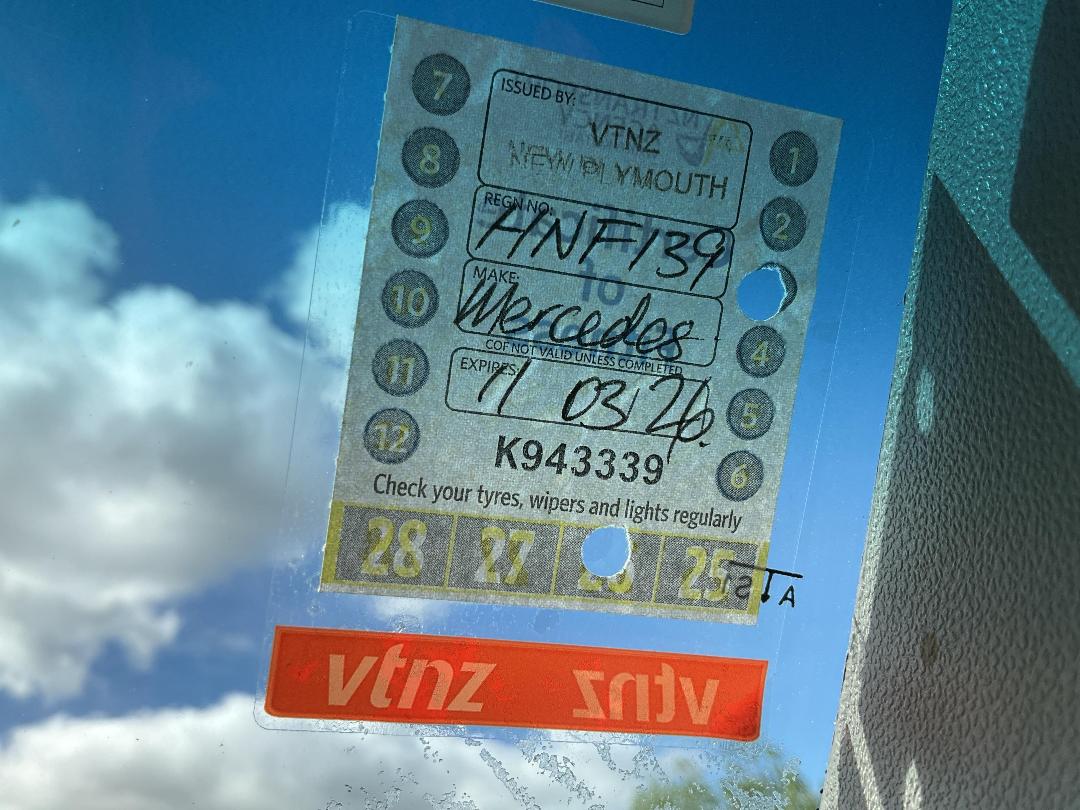 ISSUED BY:
VTNZ
NEW PLYMOUTH
REGN NO:
HNF139
MAKE:
Mercedes
COF NOT VALID UNLESS COMPLETED
EXPIRES:
11 03 26.
K943339
Check your tyres, wipers and lights regularly
7
8
9
10
11
12
1
2
4
5
6
28 27 25
vtnz vtnz